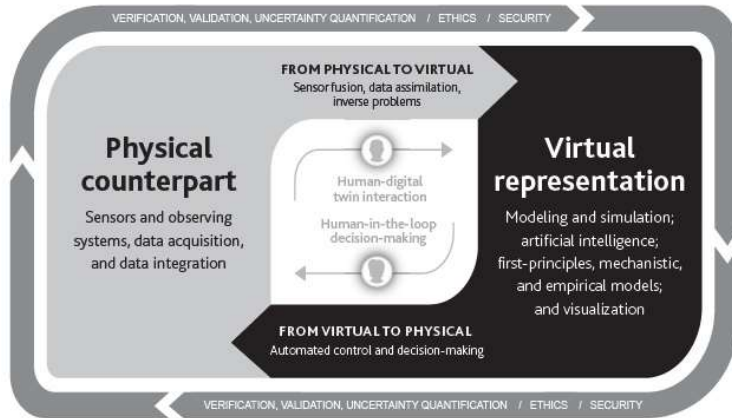 VERIFICATION, VALIDATION, UNCERTAINTY QUANTIFICATION / ETHICS / SECURITY
FROM PHYSICAL TO VIRTUAL
Sensor fusion, data assimilation,
inverse problems
Physical
counterpart
Sensors and observing
systems, data acquisition,
and data integration
Human-digital
twin interaction
Human-in-the-loop
decision-making
Virtual
representation
Modeling and simulation;
artificial intelligence;
first-principles, mechanistic,
and empirical models;
and visualization
FROM VIRTUAL TO PHYSICAL
Automated control and decision-making
VERIFICATION, VALIDATION, UNCERTAINTY QUANTIFICATION / ETHICS / SECURITY